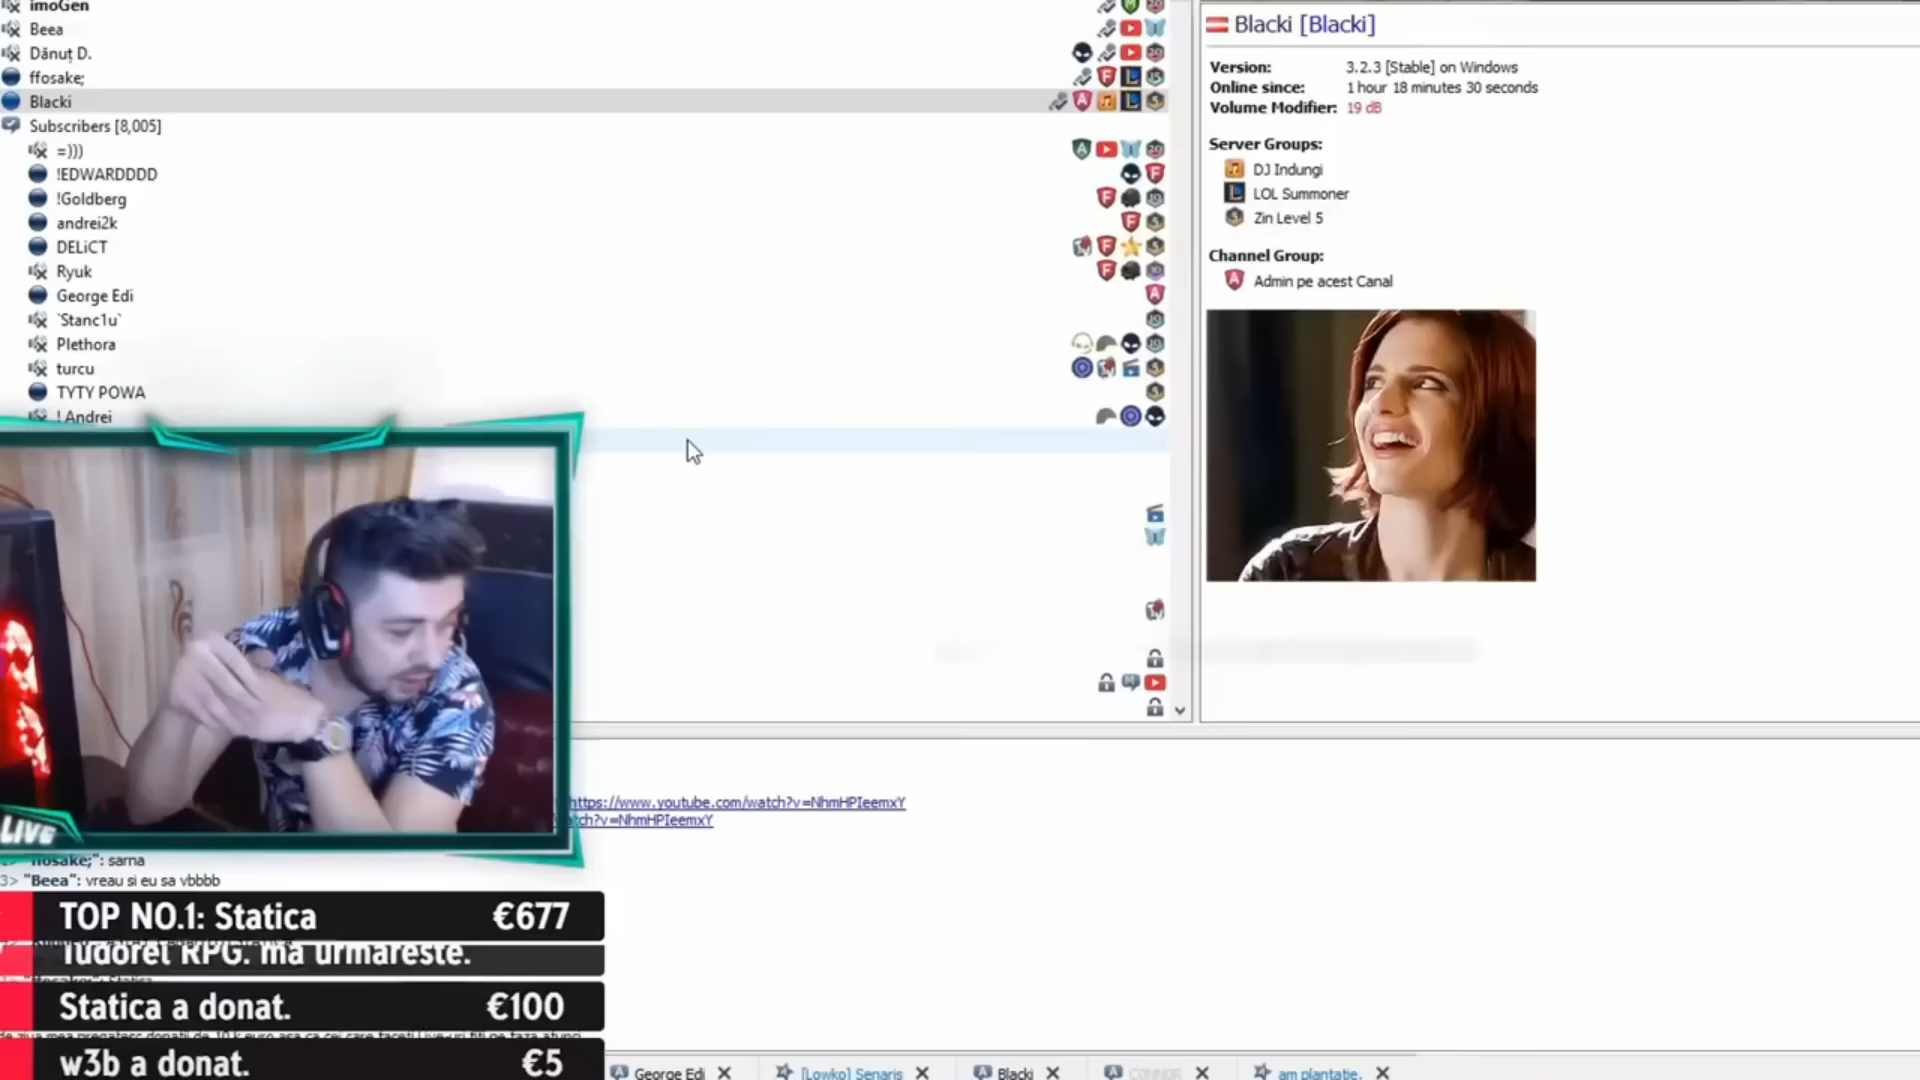 imoGen
Beea
Dănuț D.
ffosake;
Blacki
Subscribers [8,005]
=)))
!EDWARDDDD
!Goldberg
andrei2k
DELiCT
Ryuk
George Edi
`Stanc1u`
Plethora
turcu
TYTY POWA
! Andrei
Blacki [Blacki]
Version: 3.2.3 [Stable] on Windows
Online since: 1 hour 18 minutes 30 seconds
Volume Modifier: 19 dB
Server Groups:
DJ Indungi
LOL Summoner
Zin Level 5
Channel Group:
Admin pe acest Canal
https://www.youtube.com/watch?v=NhmHPIeemxY
atch?v=NhmHPIeemxY
LIVE
sarna
"Beea": vreau si eu sa vbbbb
TOP NO.1: Statica €677
Tudorel RPG. ma urmareste.
Statica a donat. €100
w3b a donat. €5
George Edi
[Lowko] Senaris
Blacki
CONNOR
am plantatie.